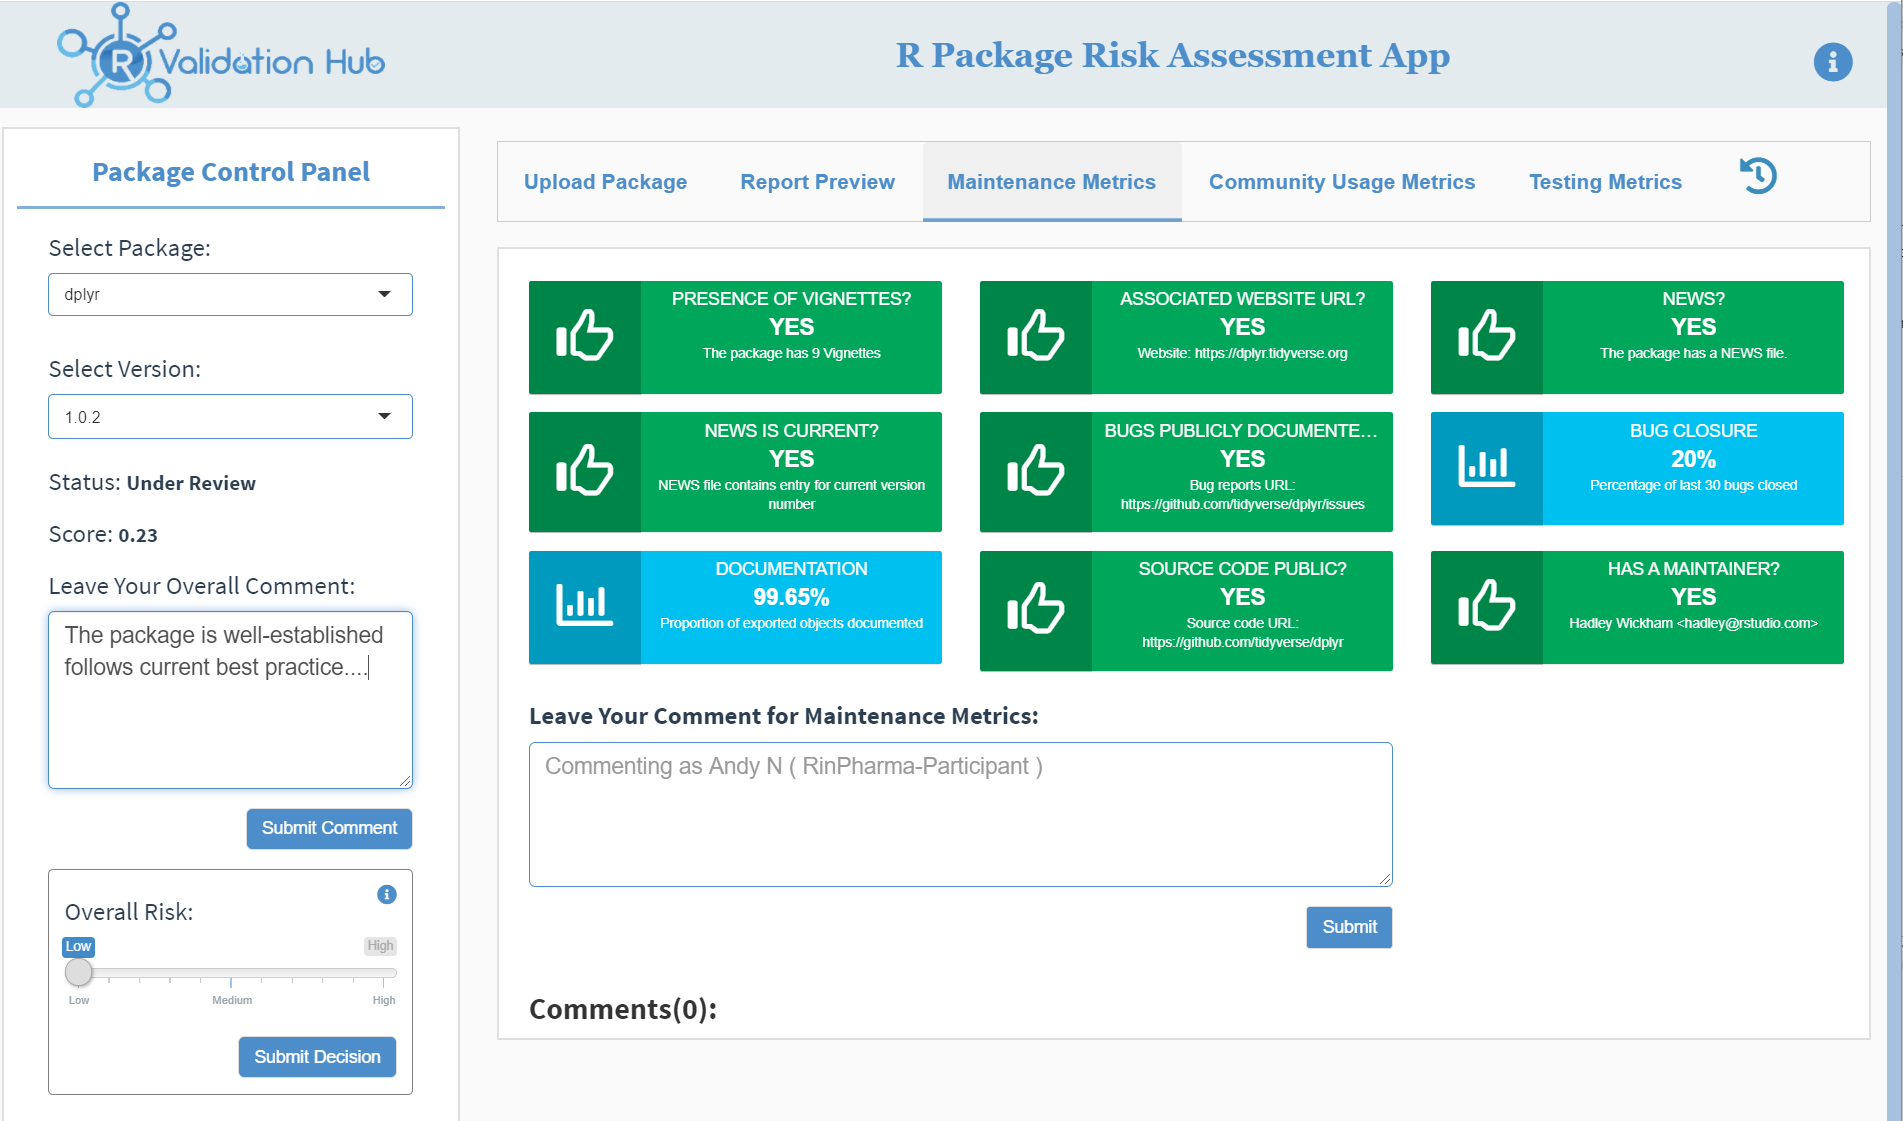 R Validation Hub
R Package Risk Assessment App
Package Control Panel
Select Package:
dplyr
Select Version:
1.0.2
Status: Under Review
Score: 0.23
Leave Your Overall Comment:
The package is well-established
follows current best practice....
Submit Comment
Overall Risk:
Low
High
Low
Medium
High
Submit Decision
Upload Package
Report Preview
Maintenance Metrics
Community Usage Metrics
Testing Metrics
PRESENCE OF VIGNETTES?
YES
The package has 9 Vignettes
ASSOCIATED WEBSITE URL?
YES
Website: https://dplyr.tidyverse.org
NEWS?
YES
The package has a NEWS file.
NEWS IS CURRENT?
YES
NEWS file contains entry for current version
number
BUGS PUBLICLY DOCUMENTE...
YES
Bug reports URL:
https://github.com/tidyverse/dplyr/issues
BUG CLOSURE
20%
Percentage of last 30 bugs closed
DOCUMENTATION
99.65%
Proportion of exported objects documented
SOURCE CODE PUBLIC?
YES
Source code URL:
https://github.com/tidyverse/dplyr
HAS A MAINTAINER?
YES
Hadley Wickham <hadley@rstudio.com>
Leave Your Comment for Maintenance Metrics:
Commenting as Andy N ( RinPharma-Participant )
Submit
Comments(0):